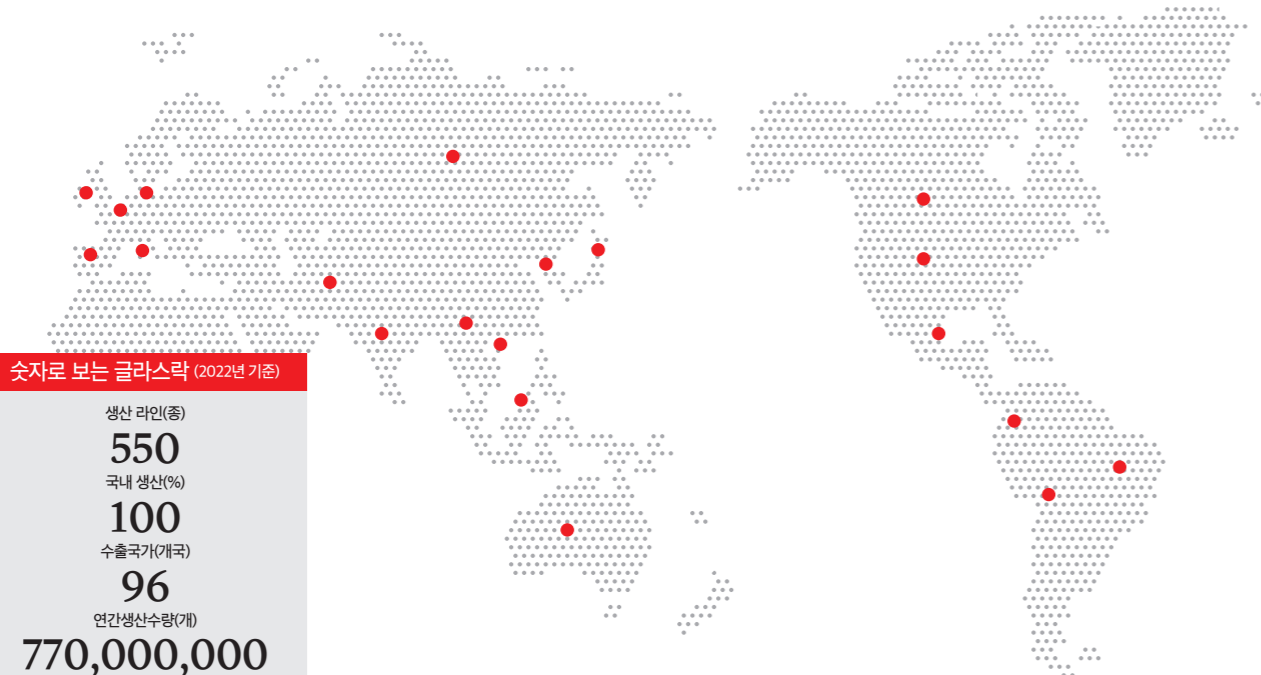 숫자로 보는 글라스락 (2022년 기준)
생산 라인(종)
550
국내 생산(%)
100
수출국가(개국)
96
연간생산수량(개)
770,000,000